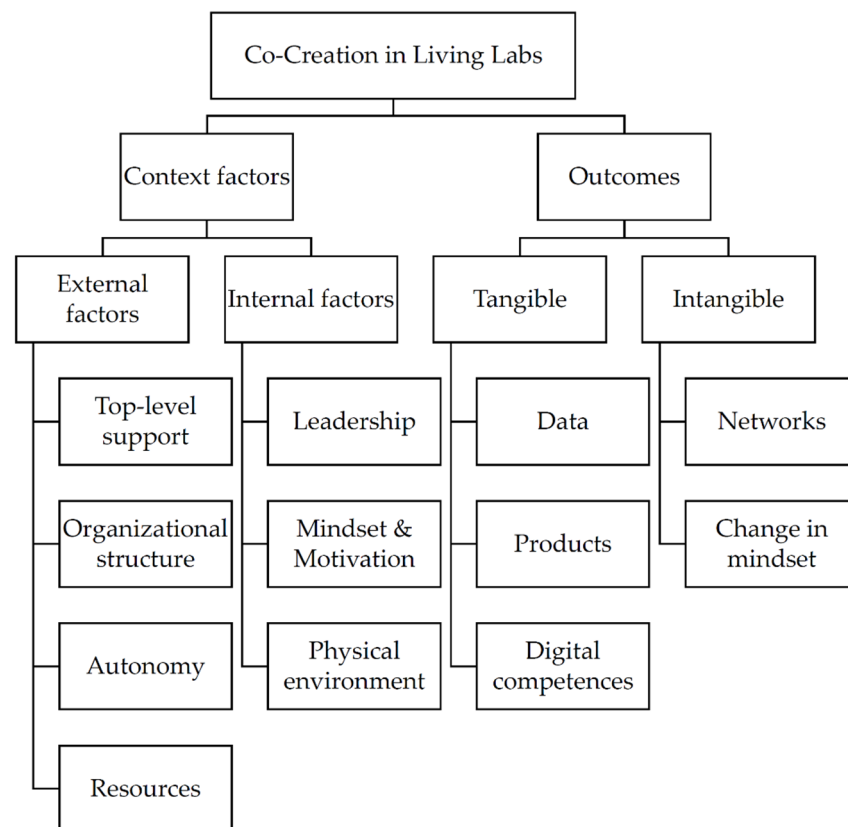 Co-Creation in Living Labs
Context factors
Outcomes
External
factors
Internal factors
Tangible
Intangible
Top-level
support
Leadership
Data
Networks
Organizational
structure
Mindset &
Motivation
Products
Change in
mindset
Autonomy
Physical
environment
Digital
competences
Resources